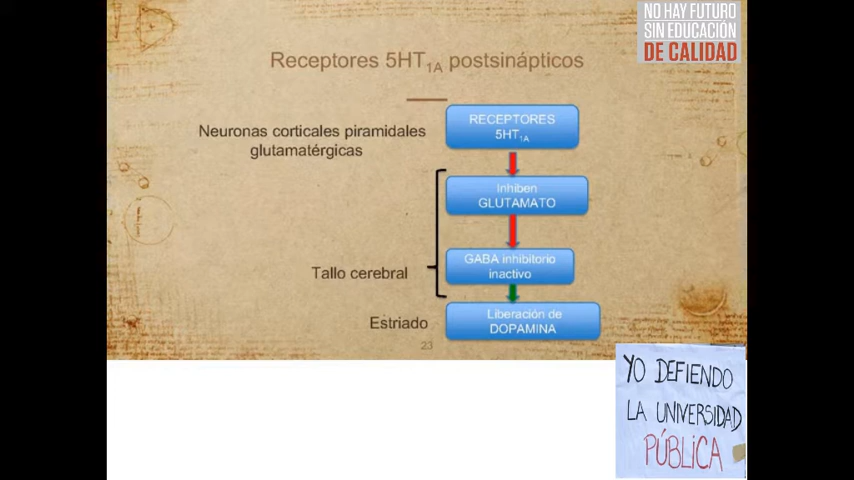 NO HAY FUTURO
SIN EDUCACIÓN
DE CALIDAD
Receptores 5HT1A postsinápticos
Neuronas corticales piramidales
glutamatérgicas
RECEPTORES
5HT1A
Inhiben
GLUTAMATO
Tallo cerebral
GABA inhibitorio
inactivo
Estriado
Liberación de
DOPAMINA
23
YO DEFIENDO
LA UNIVERSIDAD
PÚBLICA